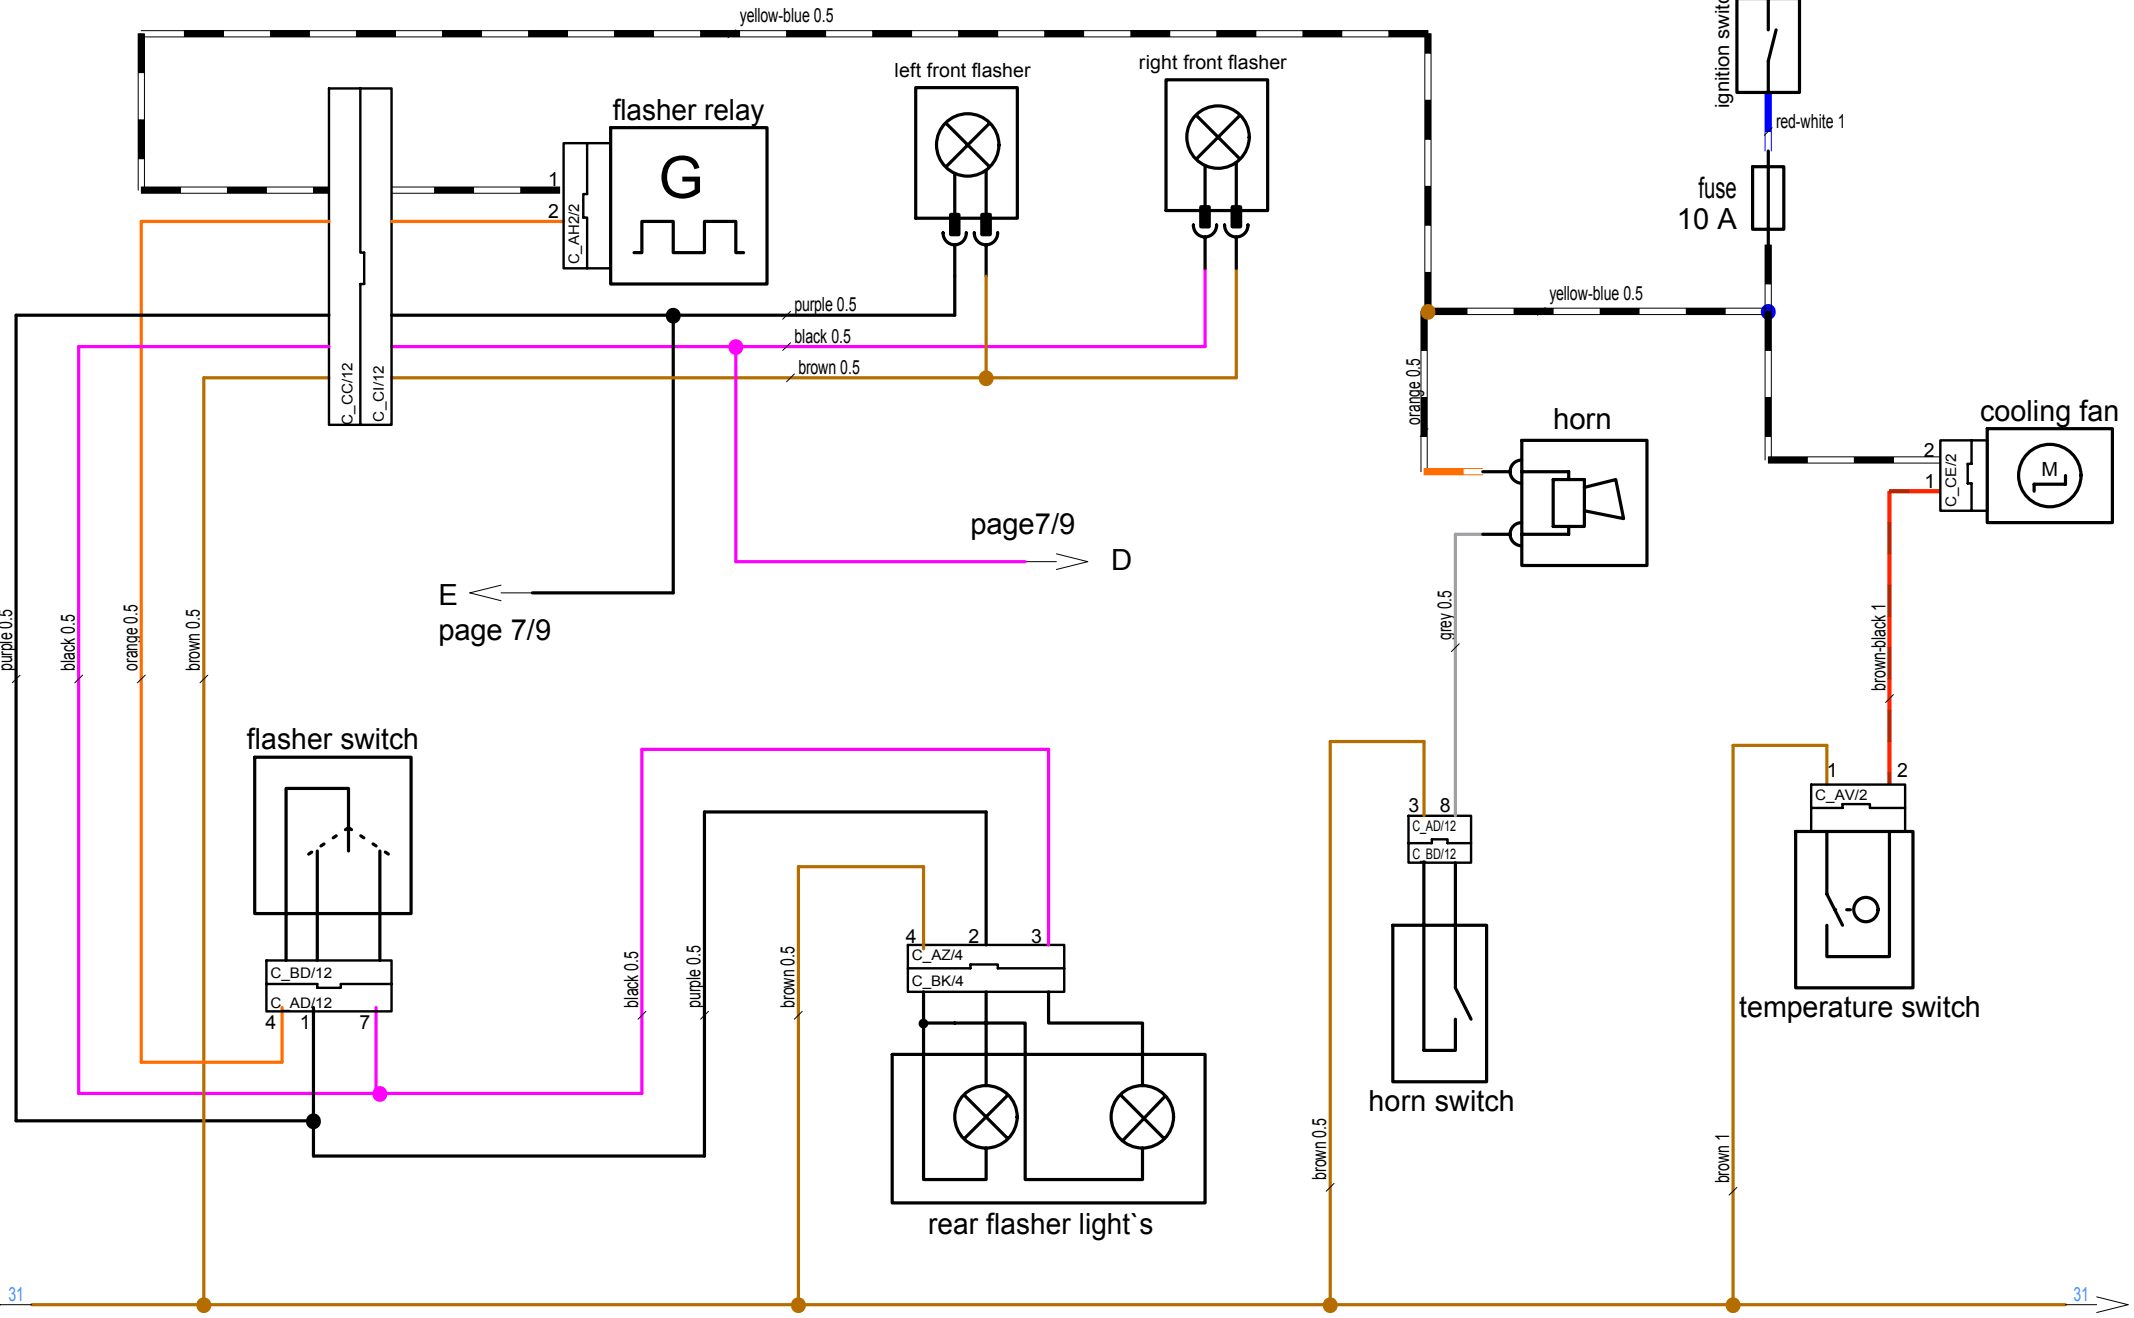 yellow-blue 0.5
ignition switc
left front flasher
right front flasher
flasher relay
red-white 1
G
1
2
C_AH2/2
fuse
10 A
purple 0.5
black 0.5
brown 0.5
yellow-blue 0.5
C_CC/12
C_CI/12
orange 0.5
horn
cooling fan
2
1
C_CE/2
M
page7/9
D
E
page 7/9
purple 0.5
black 0.5
orange 0.5
brown 0.5
grey 0.5
brown-black 1
flasher switch
1
2
C_AV/2
3
8
C_AD/12
C_BD/12
C_BD/12
C_AD/12
4
1
7
black 0.5
purple 0.5
brown 0.5
4
2
3
C_AZ/4
C_BK/4
temperature switch
horn switch
brown 0.5
brown 1
rear flasher light`s
31
31